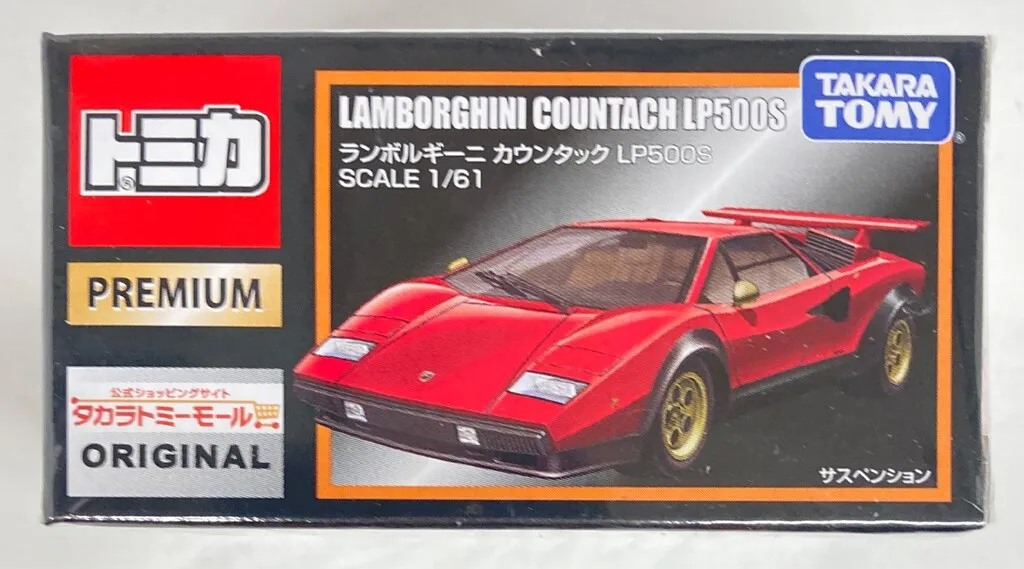 トミカ
®
PREMIUM
公式ショッピングサイト
タカラトミーモール
ORIGINAL
LAMBORGHINI COUNTACH LP500S
ランボルギーニ カウンタック LP500S
SCALE 1/61
TAKARA
TOMY
®
サスペンション